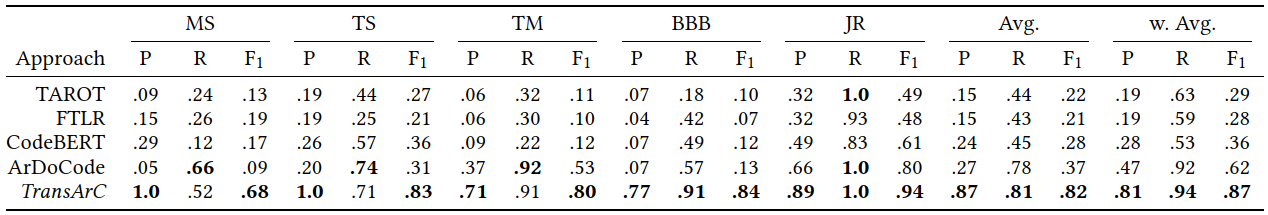 MS TS TM BBB JR Avg. w. Avg.
Approach P R F1 P R F1 P R F1 P R F1 P R F1 P R F1 P R F1
TAROT .09 .24 .13 .19 .44 .27 .06 .32 .11 .07 .18 .10 .32 1.0 .49 .15 .44 .22 .19 .63 .29
FTLR .15 .26 .19 .19 .25 .21 .06 .30 .10 .04 .42 .07 .32 .93 .48 .15 .43 .21 .19 .59 .28
CodeBERT .29 .12 .17 .26 .57 .36 .09 .22 .12 .07 .49 .12 .49 .83 .61 .24 .45 .28 .28 .53 .36
ArDoCode .05 .66 .09 .20 .74 .31 .37 .92 .53 .07 .57 .13 .66 1.0 .80 .27 .78 .37 .47 .92 .62
TransArC 1.0 .52 .68 1.0 .71 .83 .71 .91 .80 .77 .91 .84 .89 1.0 .94 .87 .81 .82 .81 .94 .87